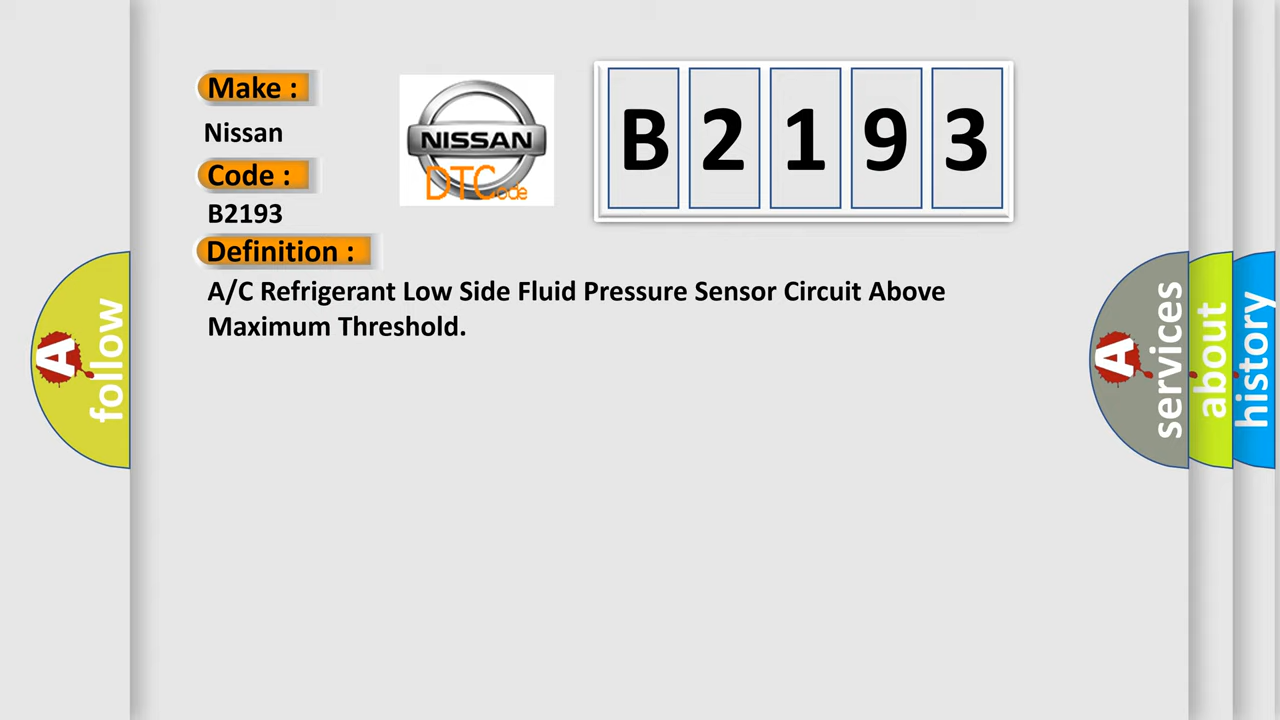 Make :
Nissan
Code :
B2193
Definition :
A/C Refrigerant Low Side Fluid Pressure Sensor Circuit Above
Maximum Threshold.
NISSAN
DTCode
B 2 1 9 3
A follow
A services
about
history